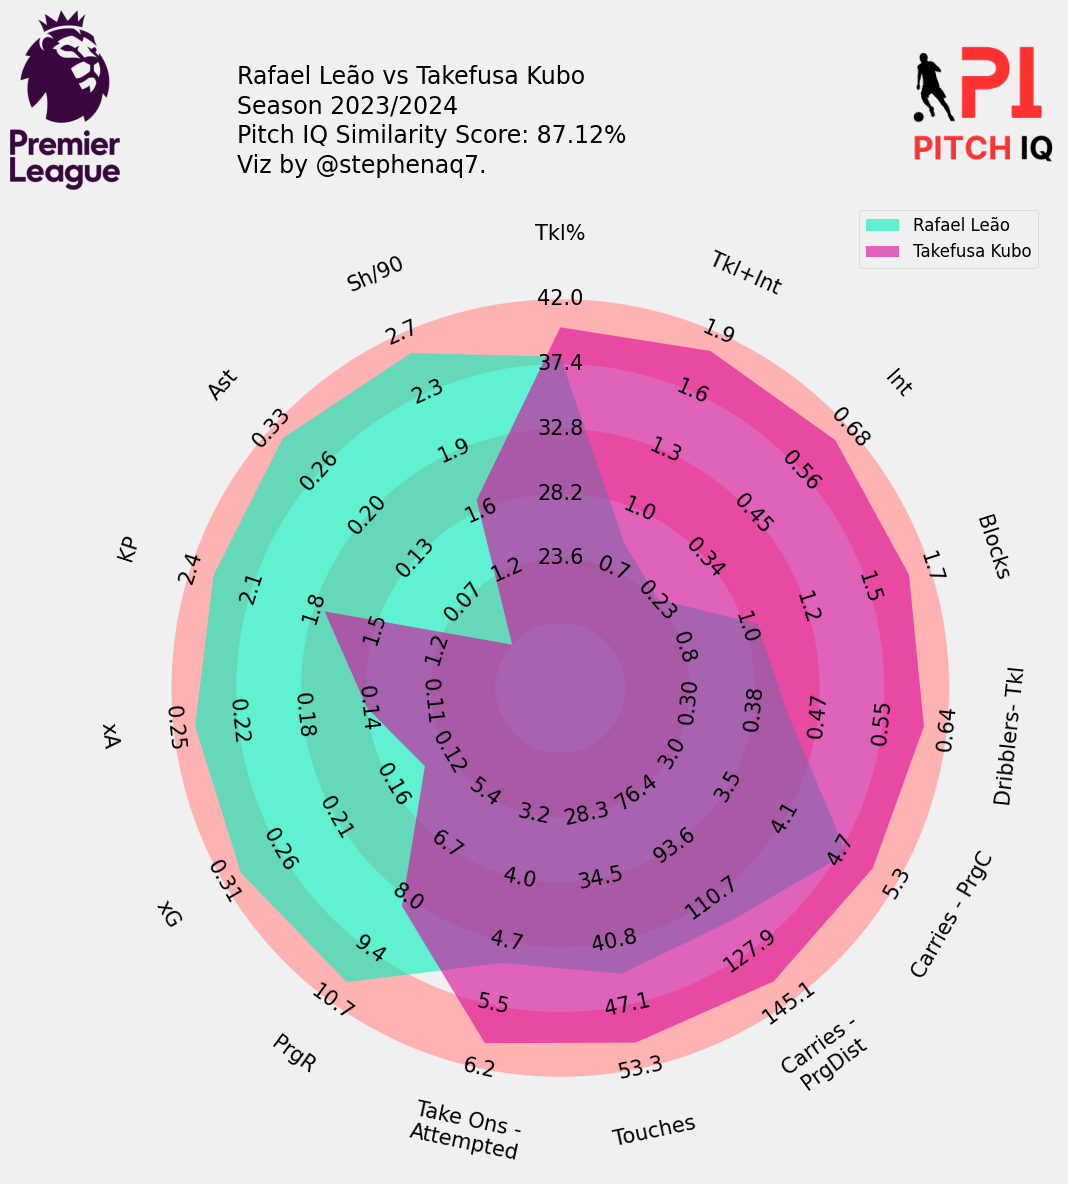 Rafael Leão vs Takefusa Kubo
Season 2023/2024
Pitch IQ Similarity Score: 87.12%
Viz by @stephenaq7.
Premier
League
PI
PITCH IQ
Rafael Leão
Takefusa Kubo
Tkl%
42.0
37.4
32.8
28.2
23.6
Tkl+Int
1.9
1.6
1.3
1.0
0.7
Int
0.68
0.56
0.45
0.34
0.23
Blocks
1.7
1.5
1.2
1.0
0.8
Dribblers- Tkl
0.64
0.55
0.47
0.38
0.30
Carries - PrgC
5.3
4.7
4.1
3.5
3.0
Carries -
PrgDist
145.1
127.9
110.7
93.6
76.4
Touches
53.3
47.1
40.8
34.5
28.3
Take Ons -
Attempted
6.2
5.5
4.7
4.0
3.2
PrgR
10.7
9.4
8.0
6.7
5.4
xG
0.31
0.26
0.21
0.16
0.12
xA
0.25
0.22
0.18
0.14
0.11
KP
2.4
2.1
1.8
1.5
1.2
Ast
0.33
0.26
0.20
0.13
0.07
Sh/90
2.7
2.3
1.9
1.6
1.2